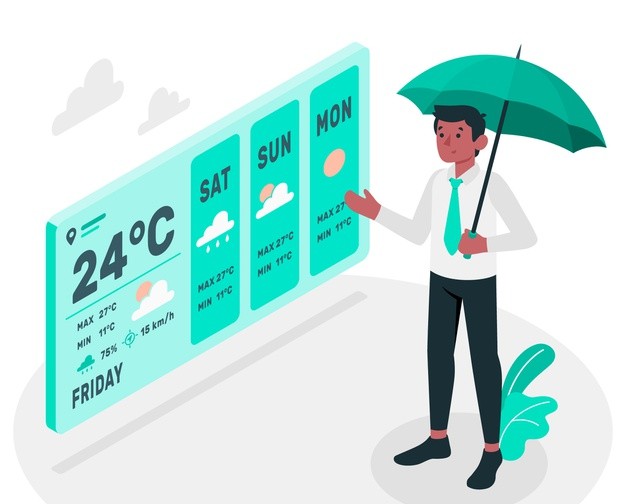 24°C
MAX 27°C
MIN 11°C
75%
15 km/h
FRIDAY
SAT
MAX 27°C
MIN 11°C
SUN
MAX 27°C
MIN 11°C
MON
MAX 27
MIN 11°C